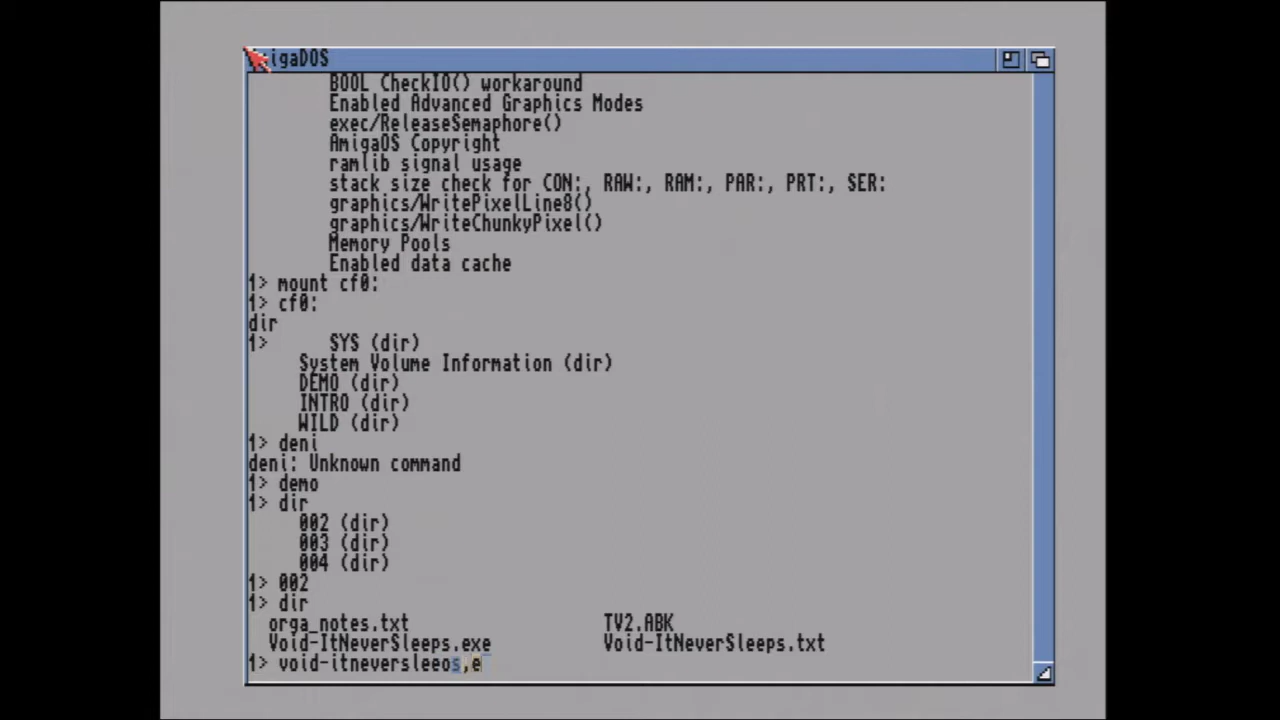 igaDOS
BOOL CheckIO() workaround
Enabled Advanced Graphics Modes
exec/ReleaseSemaphore()
AmigaOS Copyright
ramlib signal usage
stack size check for CON:, RAW:, RAM:, PAR:, PRT:, SER:
graphics/WritePixelLine8()
graphics/WriteChunkyPixel()
Memory Pools
Enabled data cache
1> mount cf0:
1> cf0:
dir
1> SYS (dir)
System Volume Information (dir)
DEMO (dir)
INTRO (dir)
WILD (dir)
1> deni
deni: Unknown command
1> demo
1> dir
002 (dir)
003 (dir)
004 (dir)
1> 002
1> dir
orga_notes.txt TV2.ABK
Void-ItNeverSleeps.exe Void-ItNeverSleeps.txt
1> void-itneversleeos,e